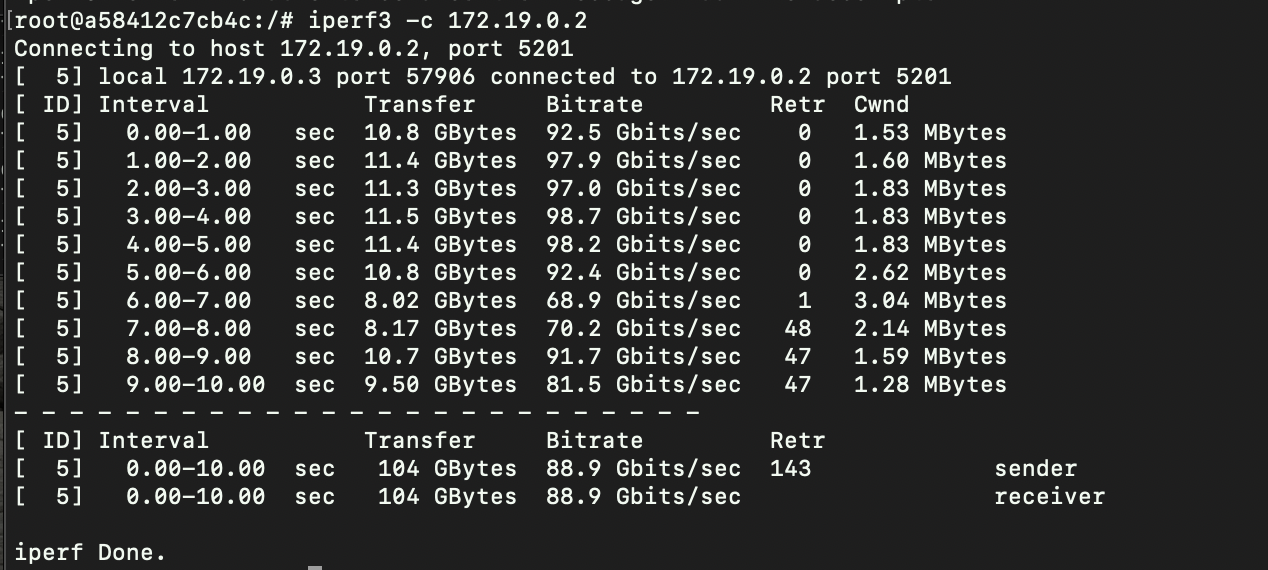 [root@a58412c7cb4c:/# iperf3 -c 172.19.0.2
Connecting to host 172.19.0.2, port 5201
[  5] local 172.19.0.3 port 57906 connected to 172.19.0.2 port 5201
[ ID] Interval           Transfer     Bitrate         Retr  Cwnd
[  5]   0.00-1.00   sec  10.8 GBytes  92.5 Gbits/sec    0   1.53 MBytes
[  5]   1.00-2.00   sec  11.4 GBytes  97.9 Gbits/sec    0   1.60 MBytes
[  5]   2.00-3.00   sec  11.3 GBytes  97.0 Gbits/sec    0   1.83 MBytes
[  5]   3.00-4.00   sec  11.5 GBytes  98.7 Gbits/sec    0   1.83 MBytes
[  5]   4.00-5.00   sec  11.4 GBytes  98.2 Gbits/sec    0   1.83 MBytes
[  5]   5.00-6.00   sec  10.8 GBytes  92.4 Gbits/sec    0   2.62 MBytes
[  5]   6.00-7.00   sec  8.02 GBytes  68.9 Gbits/sec    1   3.04 MBytes
[  5]   7.00-8.00   sec  8.17 GBytes  70.2 Gbits/sec   48   2.14 MBytes
[  5]   8.00-9.00   sec  10.7 GBytes  91.7 Gbits/sec   47   1.59 MBytes
[  5]   9.00-10.00  sec  9.50 GBytes  81.5 Gbits/sec   47   1.28 MBytes
- - - - - - - - - - - - - - - - - - - - - - - - -
[ ID] Interval           Transfer     Bitrate         Retr
[  5]   0.00-10.00  sec   104 GBytes  88.9 Gbits/sec  143             sender
[  5]   0.00-10.00  sec   104 GBytes  88.9 Gbits/sec                  receiver
iperf Done.